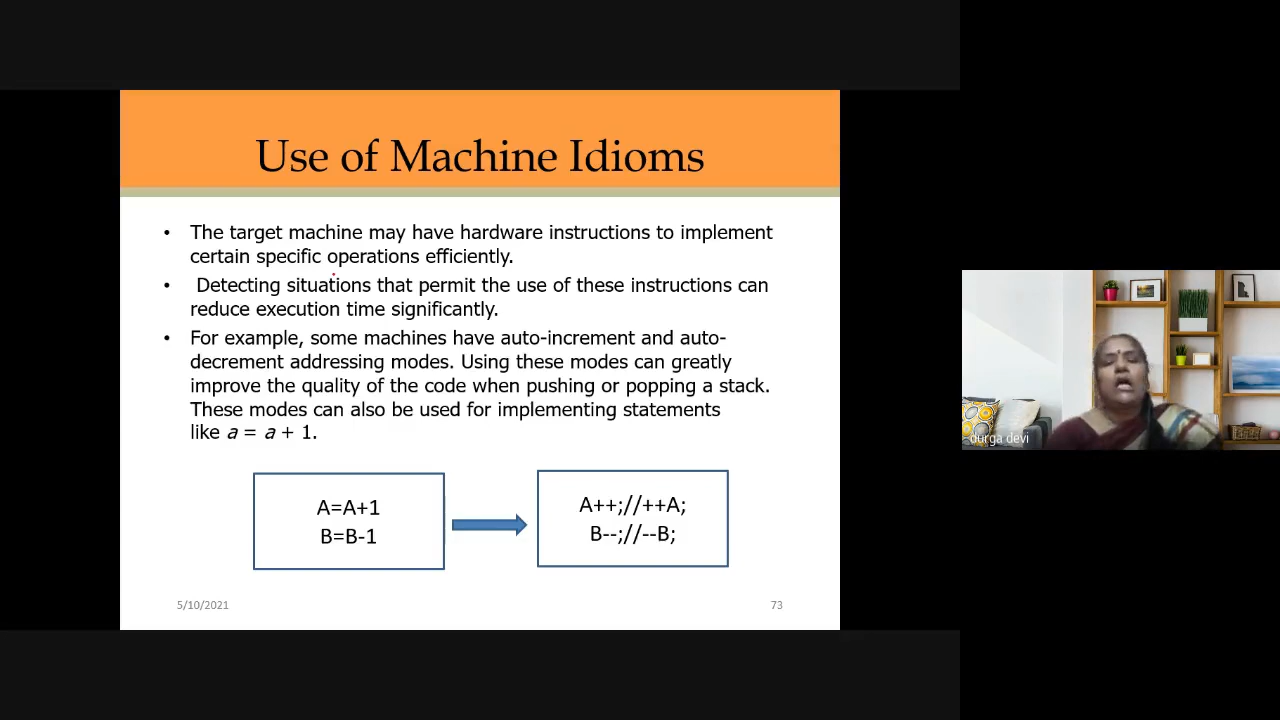 Use of Machine Idioms
• The target machine may have hardware instructions to implement
certain specific operations efficiently.
• Detecting situations that permit the use of these instructions can
reduce execution time significantly.
• For example, some machines have auto-increment and auto-
decrement addressing modes. Using these modes can greatly
improve the quality of the code when pushing or popping a stack.
These modes can also be used for implementing statements
like a = a + 1.
A=A+1
B=B-1
A++;//++A;
B--;//--B;
5/10/2021
73
durga devi